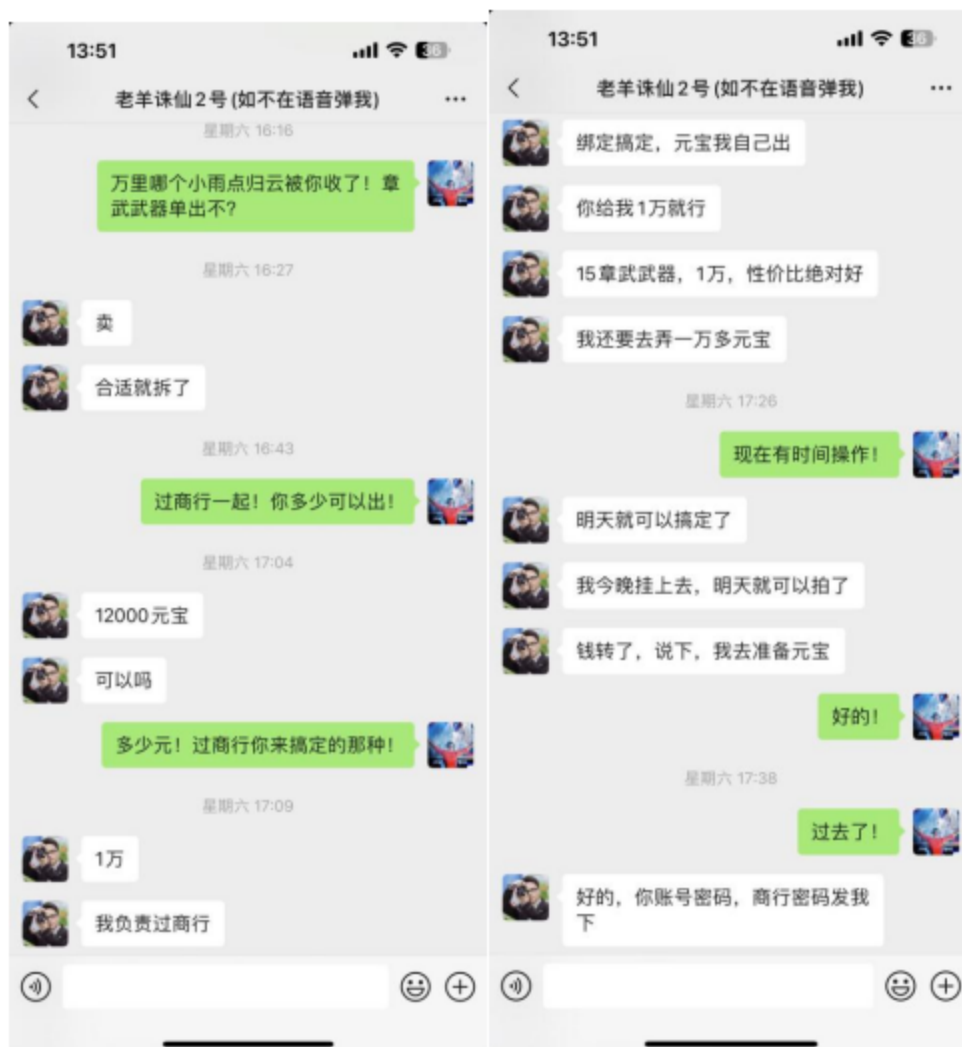 13:51
36
老羊诛仙2号(如不在语音弹我)
星期六 16:16
万里哪个小雨点归云被你收了！章
武武器单出不?
星期六 16:27
卖
合适就拆了
星期六 16:43
过商行一起！你多少可以出！
星期六 17:04
12000元宝
可以吗
多少元！过商行你来搞定的那种！
星期六 17:09
1万
我负责过商行
13:51
36
老羊诛仙2号(如不在语音弹我)
绑定搞定，元宝我自己出
你给我1万就行
15章武武器，1万，性价比绝对好
我还要去弄一万多元宝
星期六 17:26
现在有时间操作！
明天就可以搞定了
我今晚挂上去，明天就可以拍了
钱转了，说下，我去准备元宝
好的！
星期六 17:38
过去了！
好的，你账号密码，商行密码发我
下